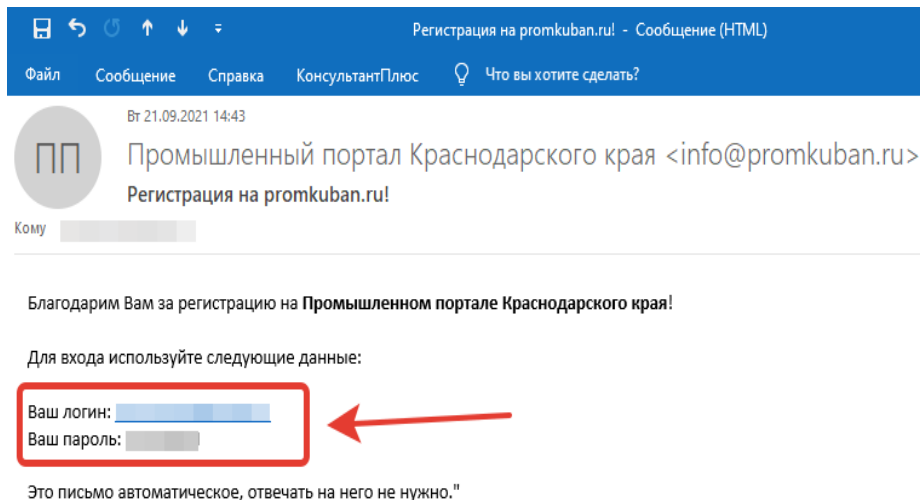 Регистрация на promkuban.ru! - Сообщение (HTML)
Файл Сообщение Справка КонсультантПлюс Что вы хотите сделать?
Вт 21.09.2021 14:43
ПП
Промышленный портал Краснодарского края <info@promkuban.ru>
Регистрация на promkuban.ru!
Кому
Благодарим Вам за регистрацию на Промышленном портале Краснодарского края!
Для входа используйте следующие данные:
Ваш логин:
Ваш пароль:
Это письмо автоматическое, отвечать на него не нужно."